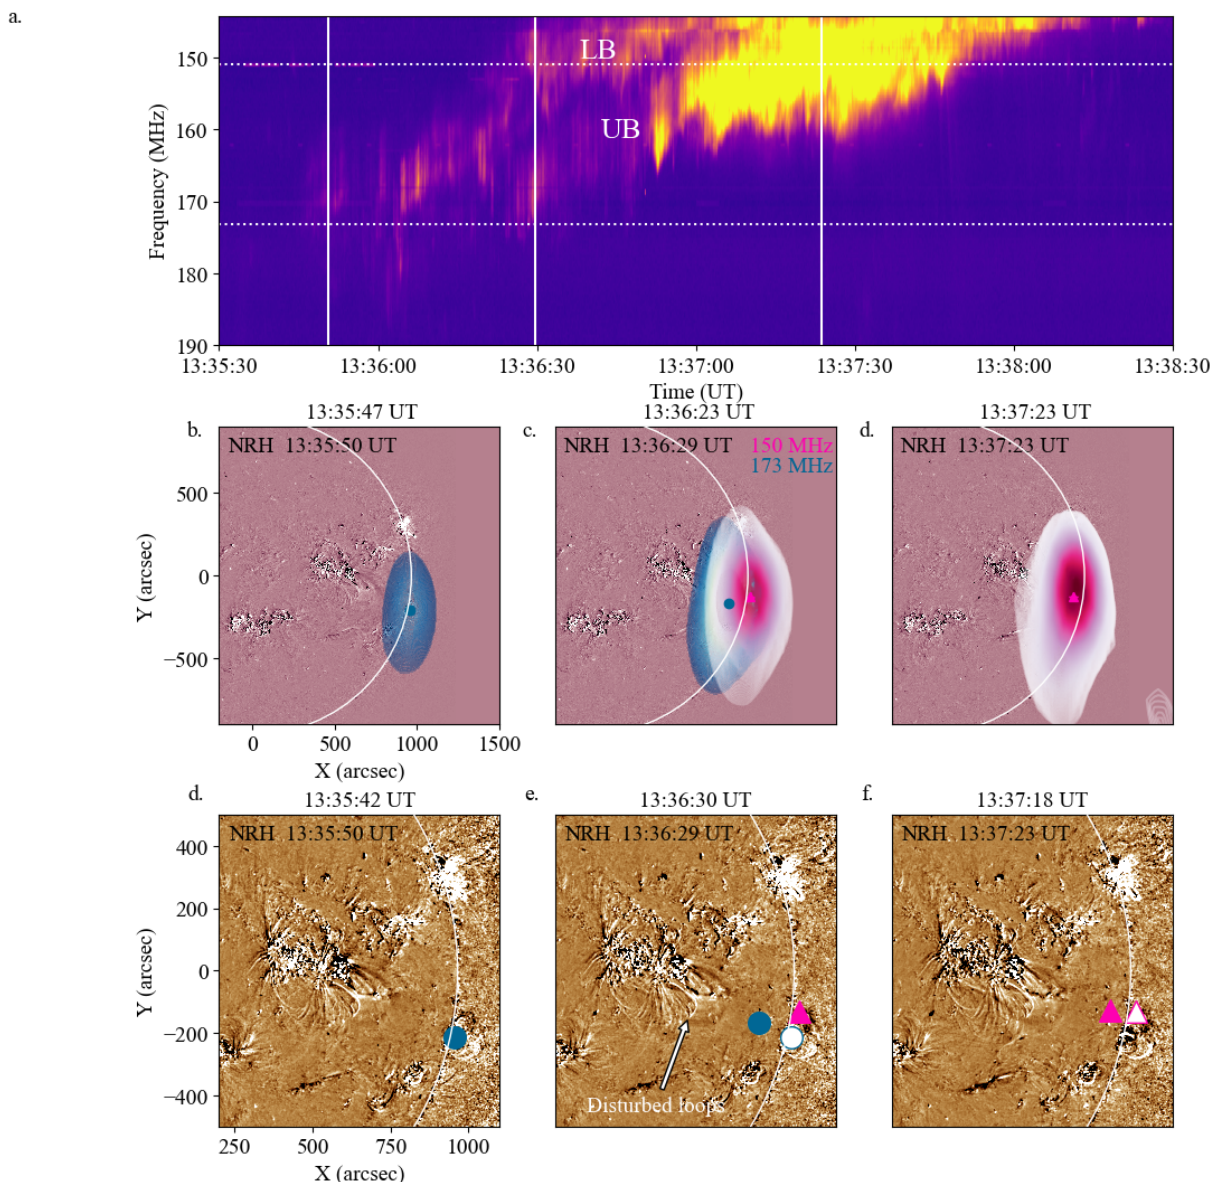 a.
LB
UB
150
160
170
180
190
Frequency (MHz)
13:35:30 13:36:00 13:36:30 13:37:00 13:37:30 13:38:00 13:38:30
Time (UT)
13:35:47 UT 13:36:23 UT 13:37:23 UT
b. c. d.
NRH 13:35:50 UT
NRH 13:36:29 UT
150 MHz
173 MHz
NRH 13:37:23 UT
500
0
−500
Y (arcsec)
0 500 1000 1500
X (arcsec)
d. e. f.
13:35:42 UT 13:36:30 UT 13:37:18 UT
NRH 13:35:50 UT
NRH 13:36:29 UT
NRH 13:37:23 UT
400
200
0
−200
−400
Y (arcsec)
Disturbed loops
250 500 750 1000
X (arcsec)